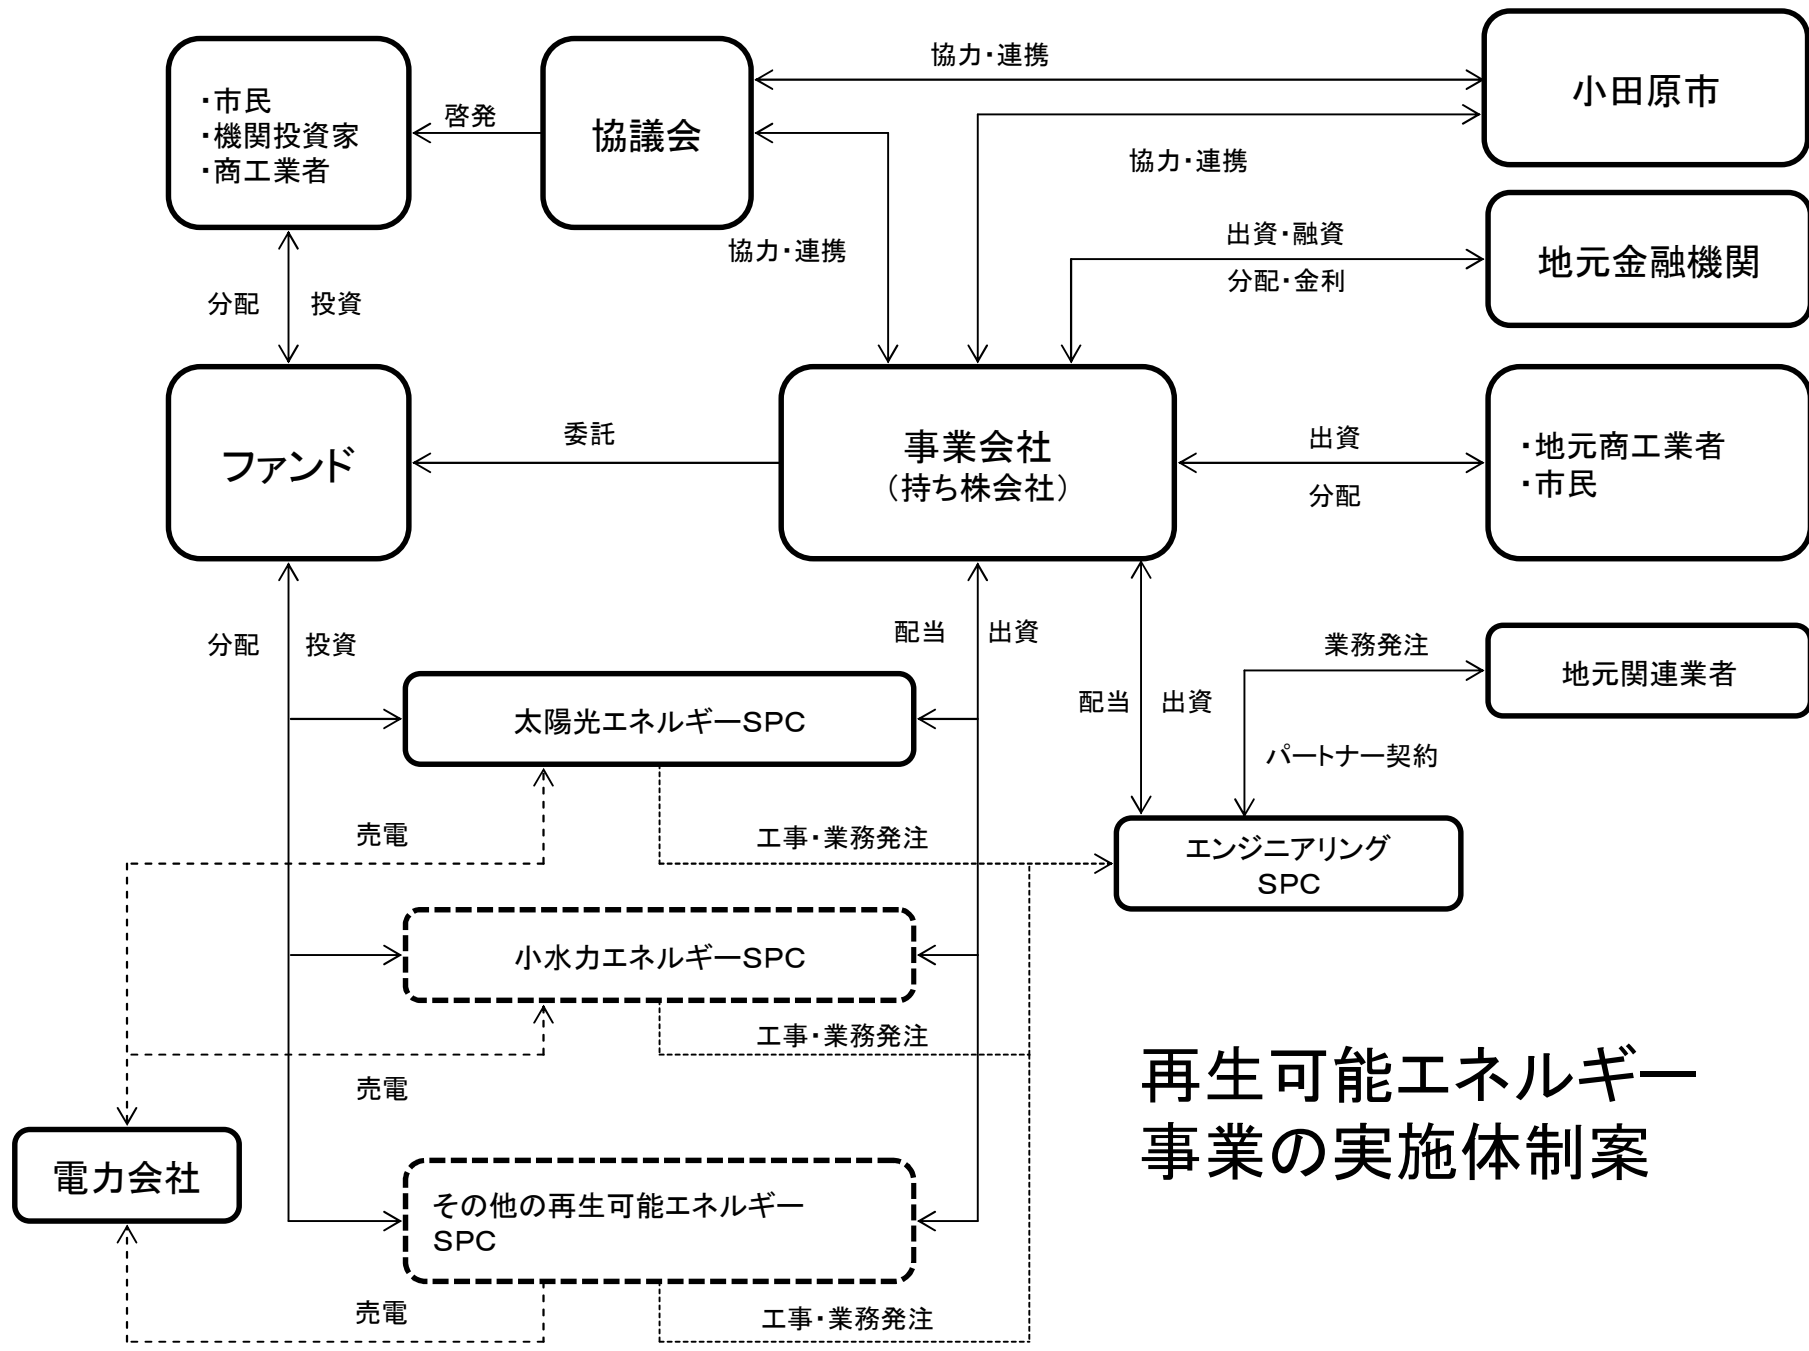 協力・連携
小田原市
・市民
・機関投資家
・商工業者
啓発
協議会
協力・連携
協力・連携
出資・融資
分配・金利
地元金融機関
分配
投資
ファンド
委託
事業会社
（持ち株会社）
出資
分配
・地元商工業者
・市民
分配
投資
配当
出資
業務発注
地元関連業者
配当
出資
太陽光エネルギーSPC
パートナー契約
売電
工事・業務発注
エンジニアリング
SPC
小水力エネルギーSPC
工事・業務発注
売電
再生可能エネルギー
事業の実施体制案
電力会社
その他の再生可能エネルギー
SPC
売電
工事・業務発注